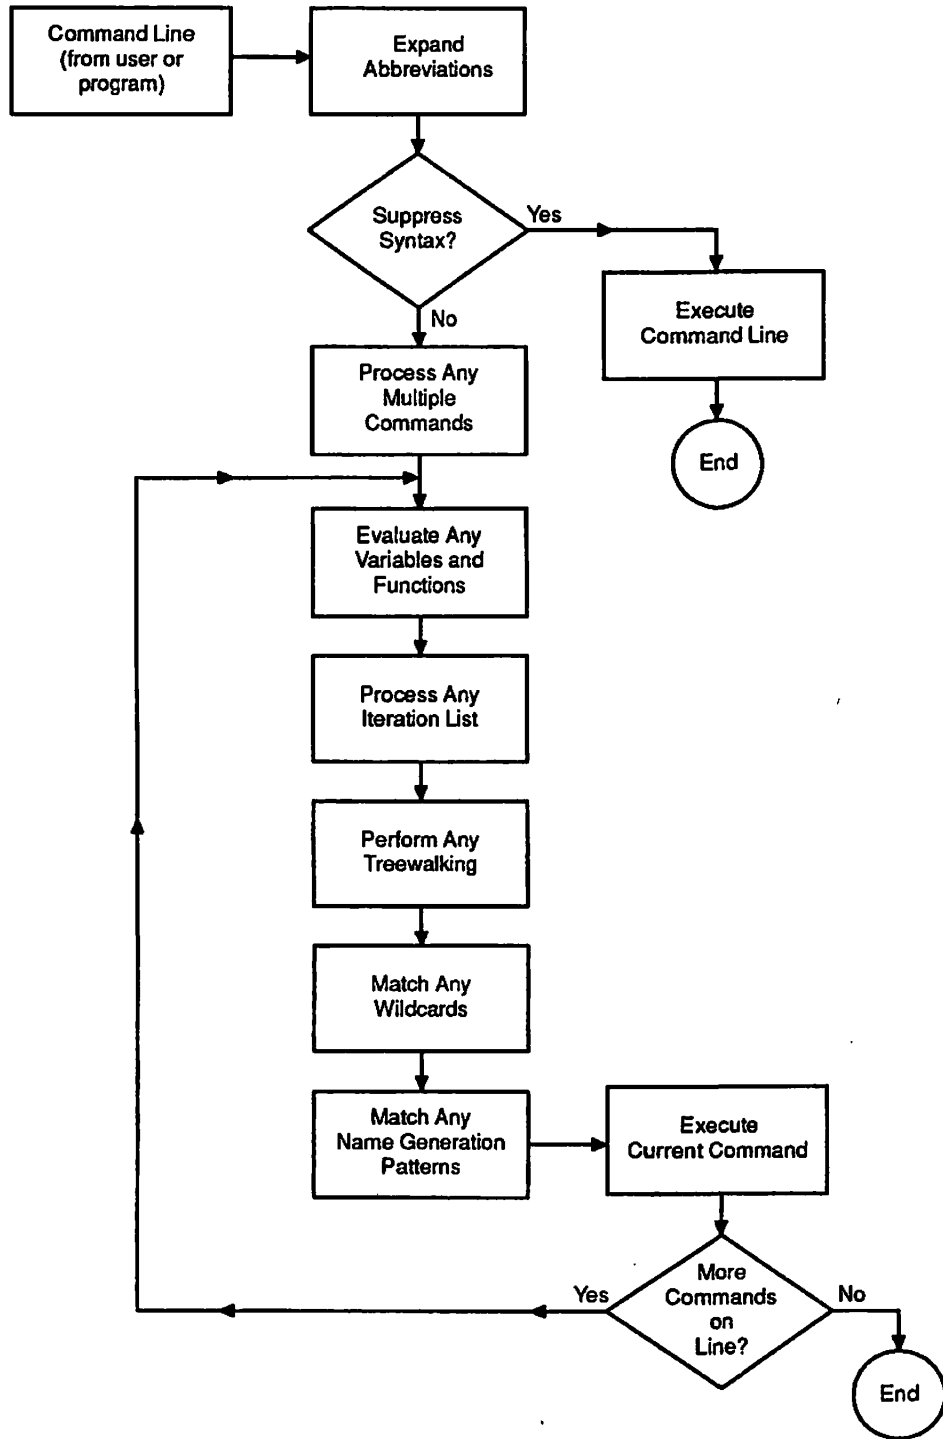 Command Line
(from user or
program)
Expand
Abbreviations
Suppress
Syntax?
Yes
No
Execute
Command Line
End
Process Any
Multiple
Commands
Evaluate Any
Variables and
Functions
Process Any
Iteration List
Perform Any
Treewalking
Match Any
Wildcards
Match Any
Name Generation
Patterns
Execute
Current Command
More
Commands
on
Line?
Yes
No
End